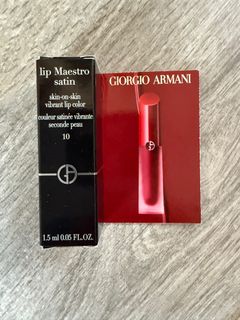 lip Maestro
satin
skin-on-skin
vibrant lip color
couleur satinée vibrante
seconde peau
10
1.5 ml 0.05 FL.OZ.
GIORGIO ARMANI